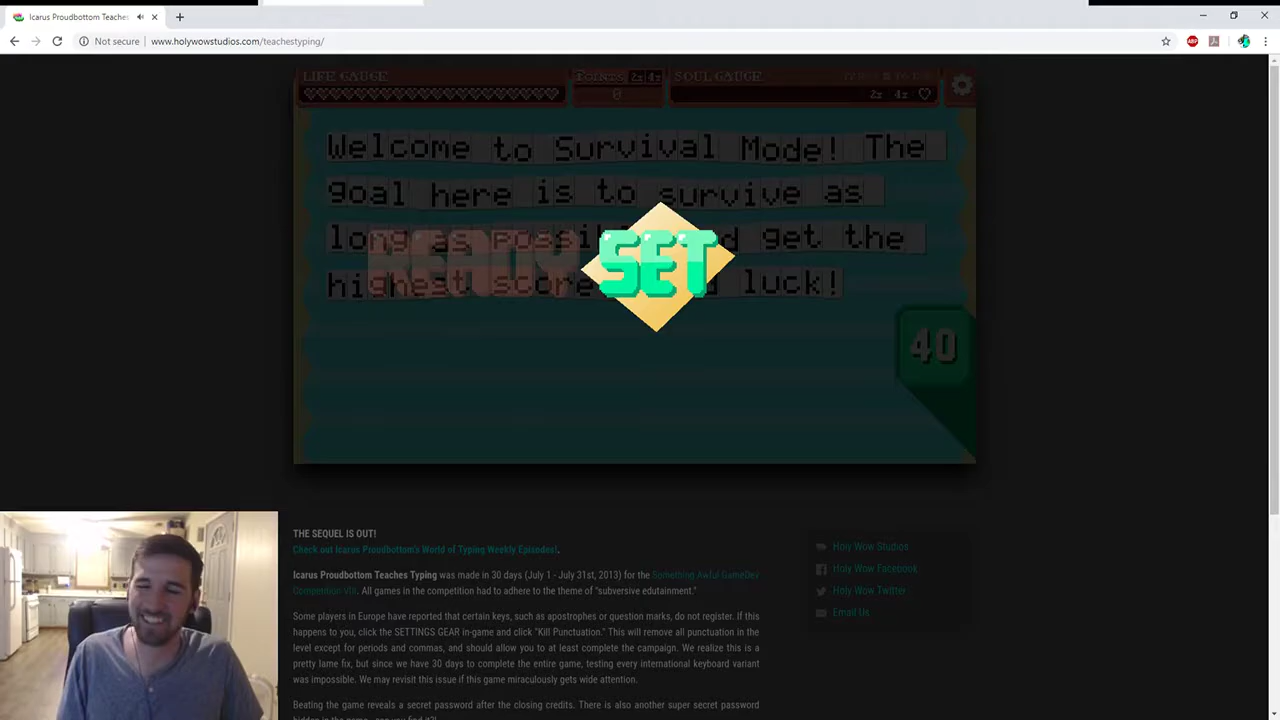 Icarus Proudbottom Teaches
Not secure
www.holywowstudios.com/teachestyping/
LIFE GAUGE
POINTS 2x 4x
SOUL GAUGE
0
2x 4x
Welcome to Survival Mode! The
goal here is to survive as
long as
get the
highest score
luck!
READY SET
40
THE SEQUEL IS OUT!
Check out Icarus Proudbottom's World of Typing Weekly Episodes!.
Icarus Proudbottom Teaches Typing was made in 30 days (July 1 - July 31st, 2013) for the Something Awful GameDev
Competition VIII. All games in the competition had to adhere to the theme of "subversive edutainment."
Some players in Europe have reported that certain keys, such as apostrophes or question marks, do not register. If this
happens to you, click the SETTINGS GEAR in-game and click "Kill Punctuation." This will remove all punctuation in the
level except for periods and commas, and should allow you to at least complete the campaign. We realize this is a
pretty lame fix, but since we have 30 days to complete the entire game, testing every international keyboard variant
was impossible. We may revisit this issue if this game miraculously gets wide attention.
Beating the game reveals a secret password after the closing credits. There is also another super secret password
Holy Wow Studios
Holy Wow Facebook
Holy Wow Twitter
Email Us